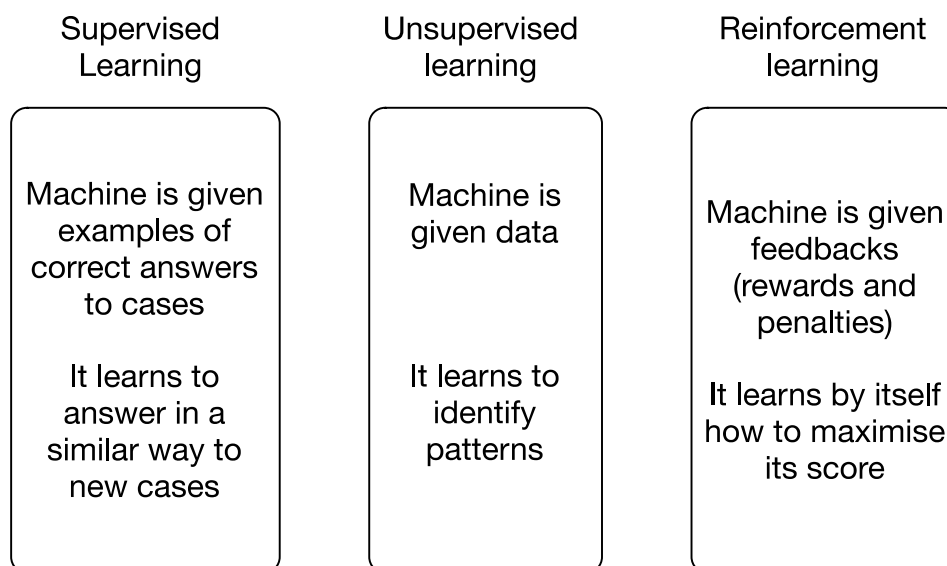 Supervised
Learning
Machine is given
examples of
correct answers
to cases
It learns to
answer in a
similar way to
new cases
Unsupervised
learning
Machine is
given data
It learns to
identify
patterns
Reinforcement
learning
Machine is given
feedbacks
(rewards and
penalties)
It learns by itself
how to maximise
its score